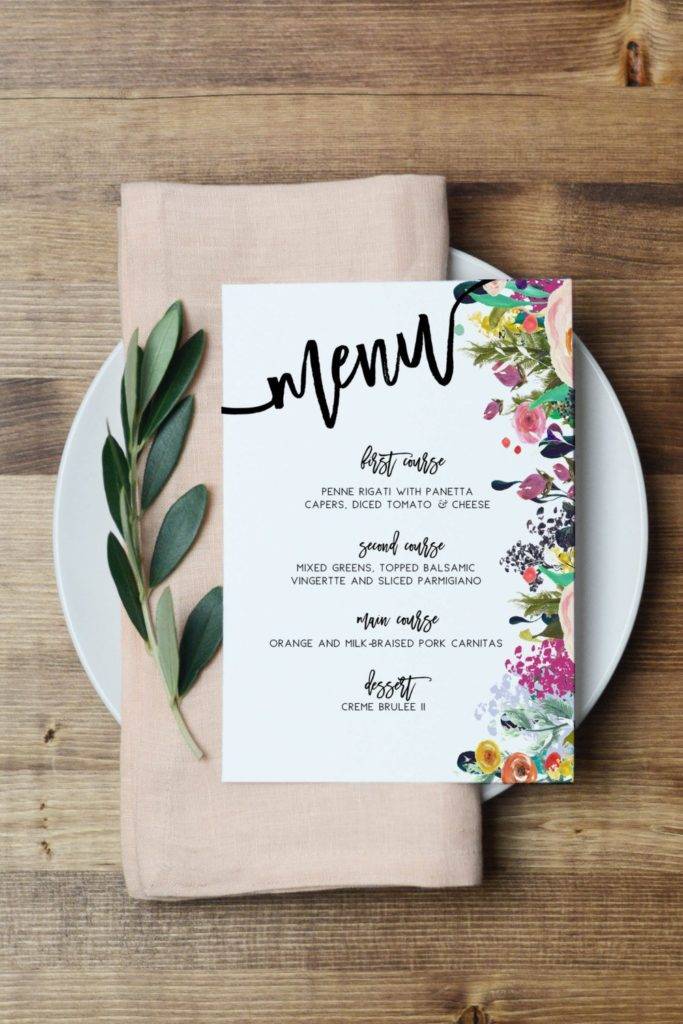 menu
first course
PENNE RIGATI WITH PANETTA
CAPERS, DICED TOMATO & CHEESE
second course
MIXED GREENS, TOPPED BALSAMIC
VINGERTTE AND SLICED PARMIGIANO
main course
ORANGE AND MILK-BRAISED PORK CARNITAS
dessert
CREME BRULEE II